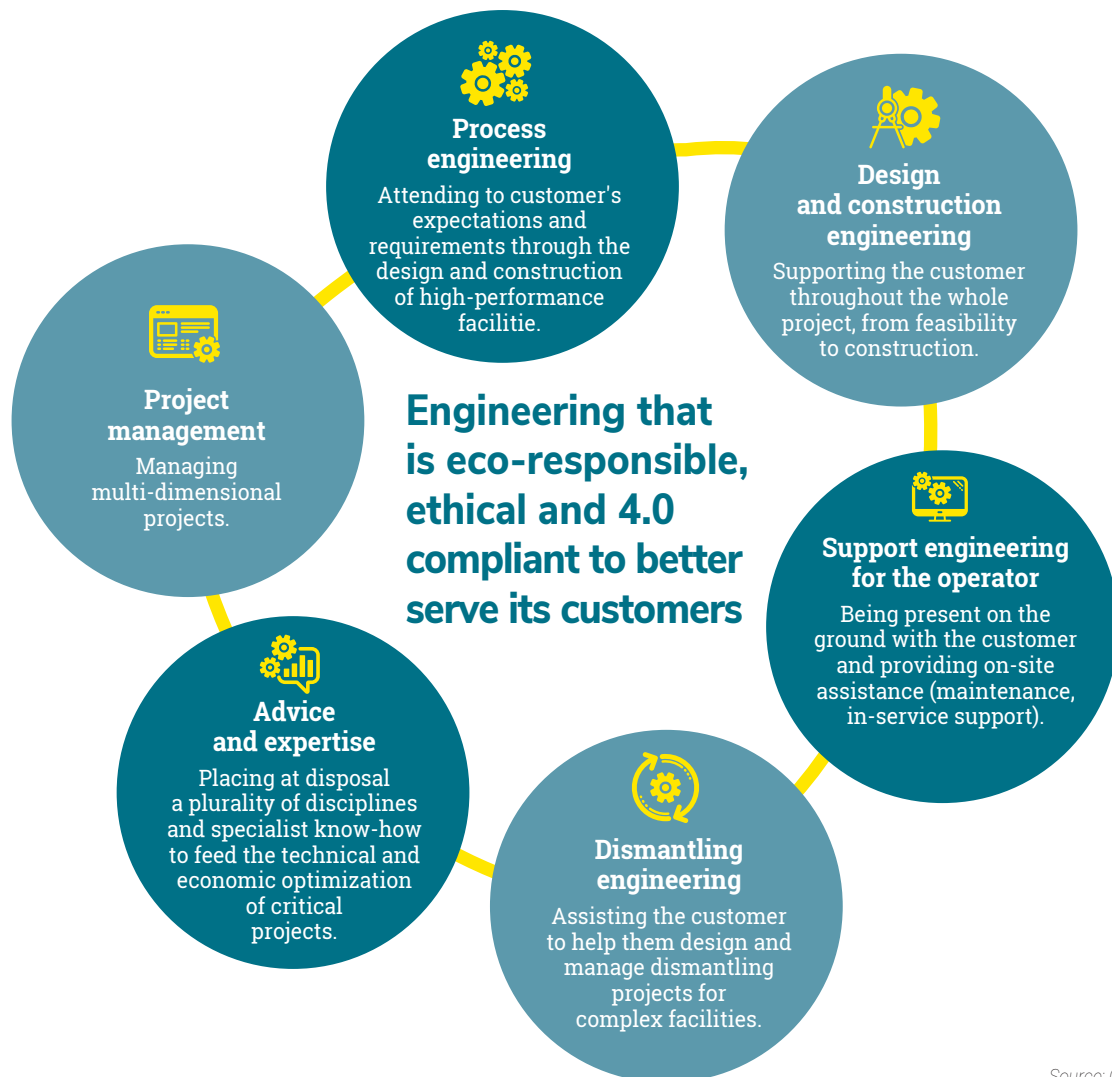 Process
engineering
Attending to customer's
expectations and
requirements through the
design and construction
of high-performance
facilitie.
Design
and construction
engineering
Supporting the customer
throughout the whole
project, from feasibility
to construction.
Project
management
Managing
multi-dimensional
projects.
Engineering that
is eco-responsible,
ethical and 4.0
compliant to better
serve its customers
Support engineering
for the operator
Being present on the
ground with the customer
and providing on-site
assistance (maintenance,
in-service support).
Advice
and expertise
Placing at disposal
a plurality of disciplines
and specialist know-how
to feed the technical and
economic optimization
of critical
projects.
Dismantling
engineering
Assisting the customer
to help them design and
manage dismantling
projects for
complex facilities.
Source: